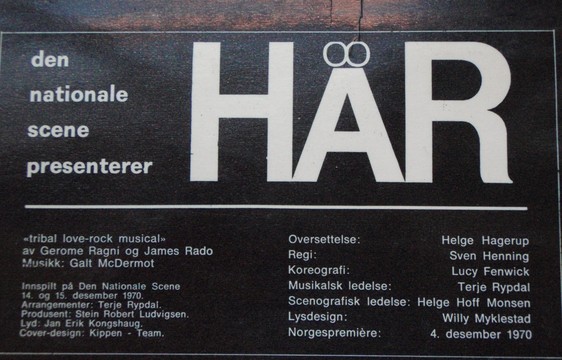 den
nationale
scene
presenterer
HÄR
«tribal love-rock musical»
av Gerome Ragni og James Rado
Musikk: Galt McDermot
Innspilt på Den Nationale Scene
14. og 15. desember 1970.
Arrangementer: Terje Rypdal.
Produsent: Stein Robert Ludvigsen.
Lyd: Jan Erik Kongshaug.
Cover-design: Kippen - Team.
Oversettelse: Helge Hagerup
Regi: Sven Henning
Koreografi: Lucy Fenwick
Musikalsk ledelse: Terje Rypdal
Scenografisk ledelse: Helge Hoff Monsen
Lysdesign: Willy Myklestad
Norgespremière: 4. desember 1970